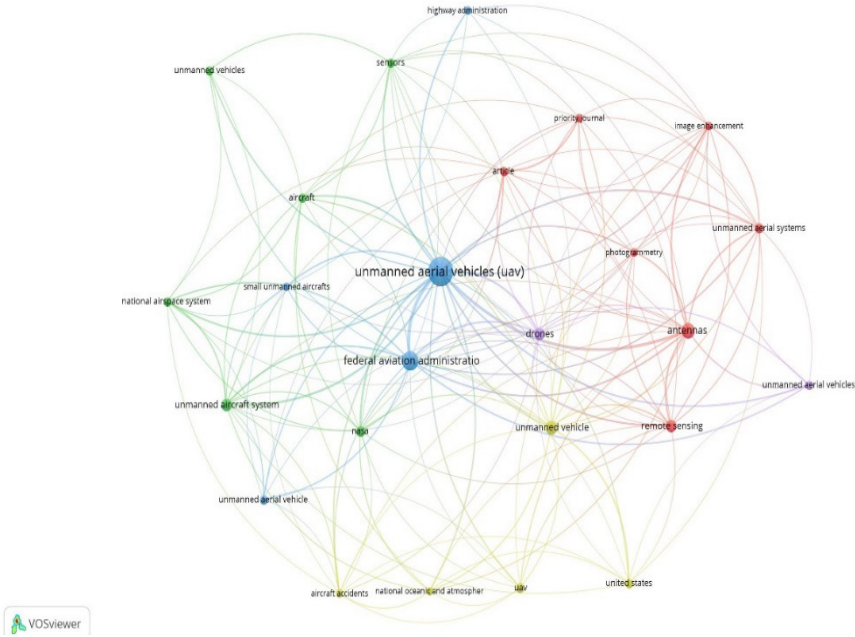 highway administration
sensors
unmanned vehicles
priority journal
image enhancement
article
aircraft
unmanned aerial systems
photogrammetry
unmanned aerial vehicles (uav)
small unmanned aircrafts
national airspace system
drones
antennas
federal aviation administratio
unmanned aerial vehicles
unmanned aircraft system
nasa
unmanned vehicle
remote sensing
unmanned aerial vehicle
aircraft accidents
national oceanic and atmospher
uav
united states
VOSviewer